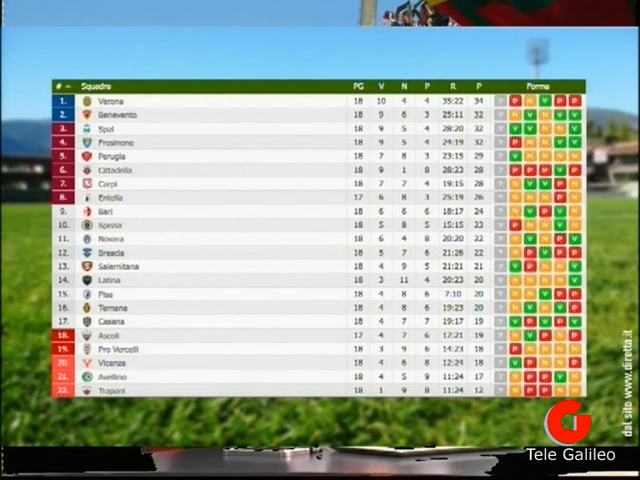 # Squadra PG V N P R P Forma
1. Verona 18 10 4 4 35:22 34 ? P N V P P
2. Benevento 18 9 6 3 25:11 32
3. Spal 18 9 5 4 28:20 32
4. Frosinone 18 9 5 4 24:19 32
5. Perugia 18 7 8 3 23:15 29
6. Cittadella 18 9 1 8 28:23 28
7. Carpi 18 7 7 4 19:15 28
8. Entella 17 6 8 3 25:19 26
9. Bari 18 6 6 6 18:17 24
10. Spezia 18 5 8 5 15:15 23
11. Novara 18 6 4 8 20:20 22
12. Brescia 18 5 7 6 21:26 22
13. Salernitana 18 4 9 5 21:21 21
14. Latina 18 3 11 4 20:23 20
15. Pisa 18 4 8 6 7:10 20
16. Ternana 18 4 8 6 19:23 20
17. Cesena 18 4 7 7 19:17 19
18. Ascoli 17 4 7 6 17:21 19
19. Pro Vercelli 18 3 9 6 14:23 18
20. Vicenza 18 4 6 8 12:24 18
21. Avellino 18 4 5 9 11:24 17
22. Trapani 18 1 9 8 11:24 12
dal sito www.diretta.it
Tele Galileo